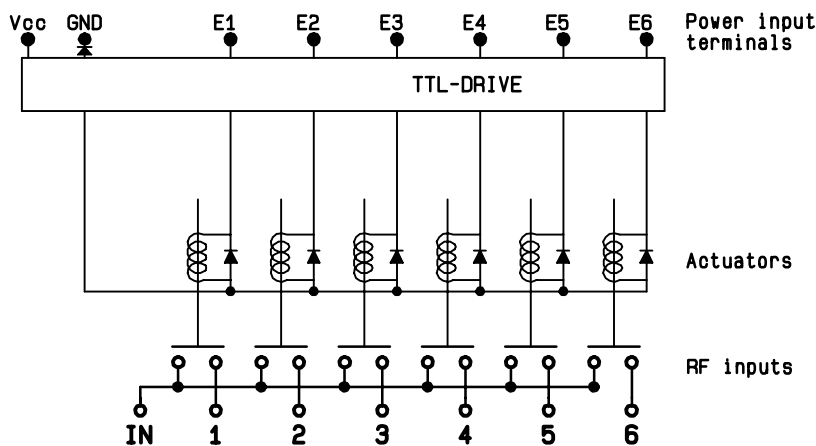 Vcc GND E1 E2 E3 E4 E5 E6 Power input
terminals
TTL-DRIVE
Actuators
RF inputs
IN 1 2 3 4 5 6